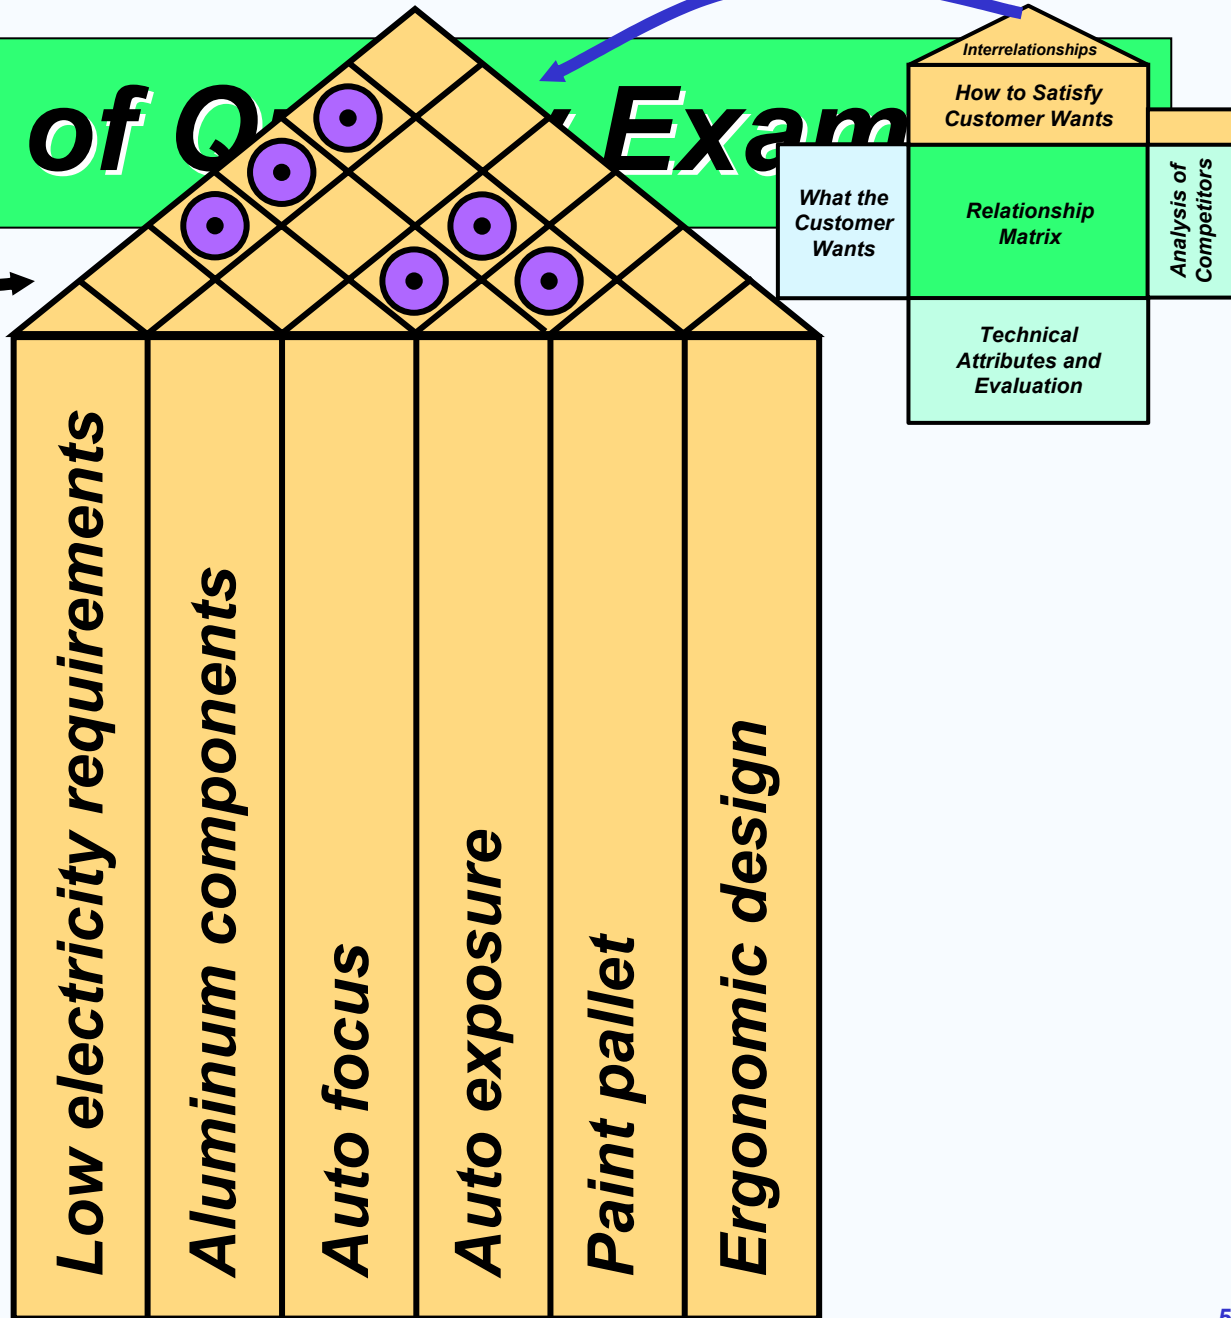 of Q Exam
Interrelationships
How to Satisfy
Customer Wants
What the
Customer
Wants
Relationship
Matrix
Analysis of
Competitors
Technical
Attributes and
Evaluation
Low electricity requirements
Aluminum components
Auto focus
Auto exposure
Paint pallet
Ergonomic design
5